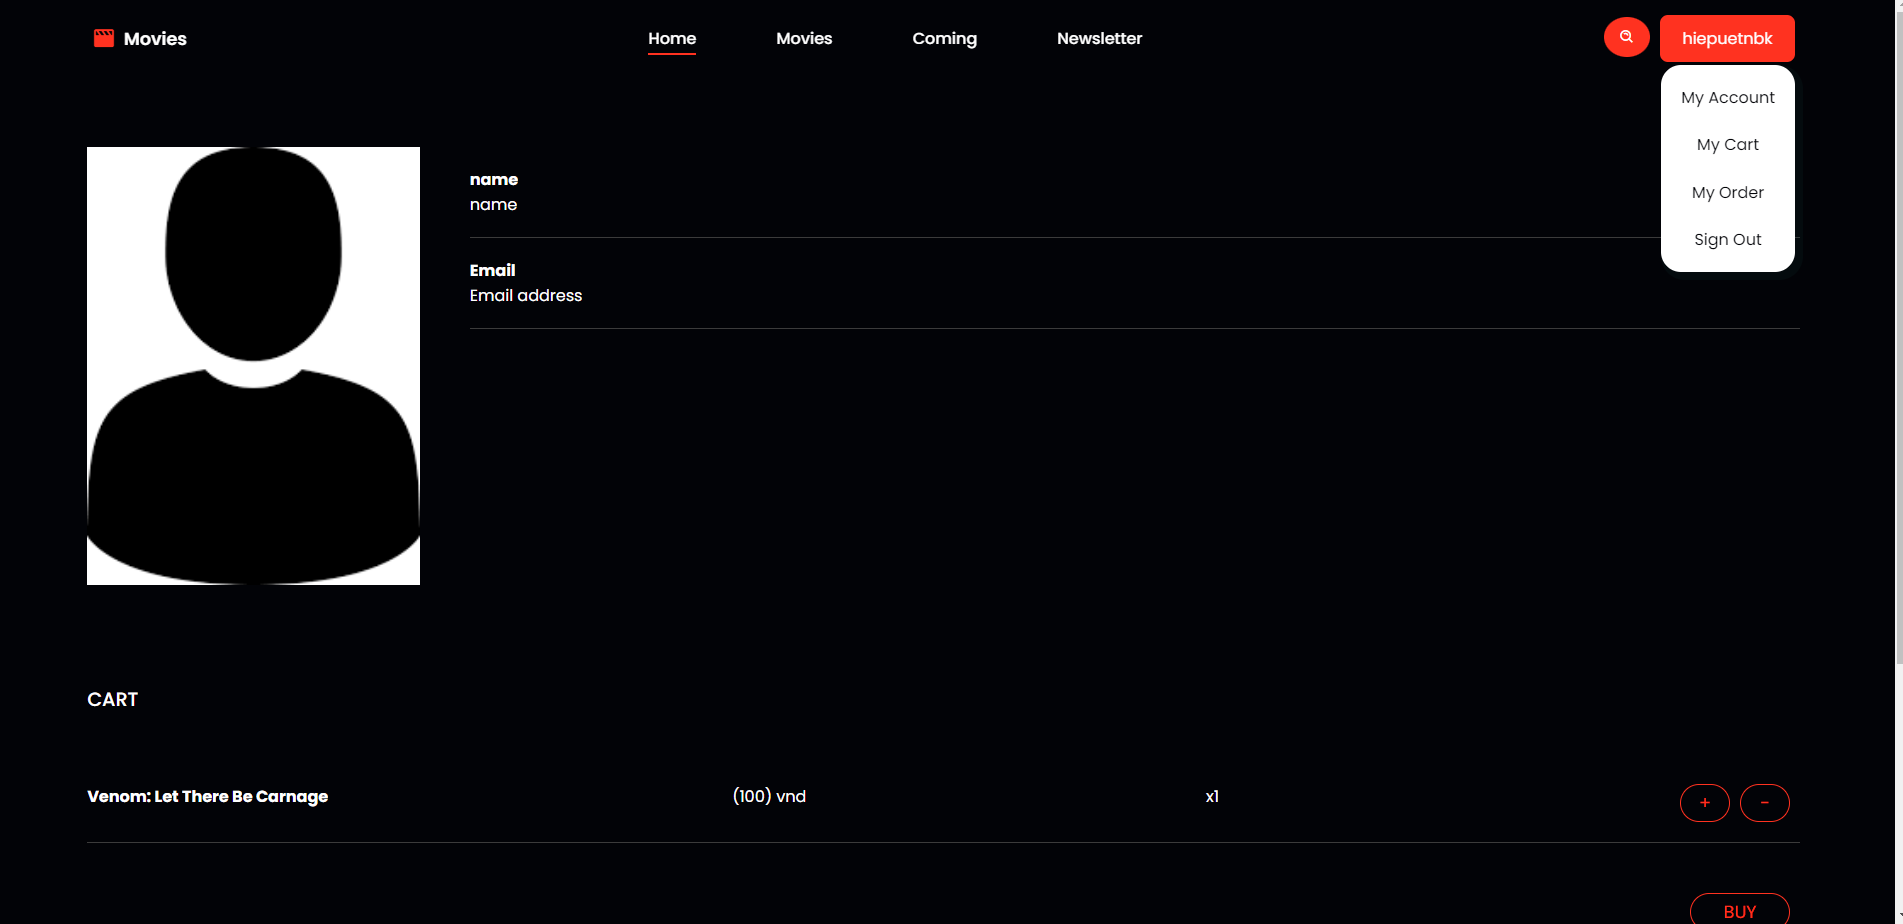 Movies
Home Movies Coming Newsletter
hiepuetnbk
My Account
My Cart
My Order
Sign Out
name
name
Email
Email address
CART
Venom: Let There Be Carnage (100) vnd x1 + -
BUY